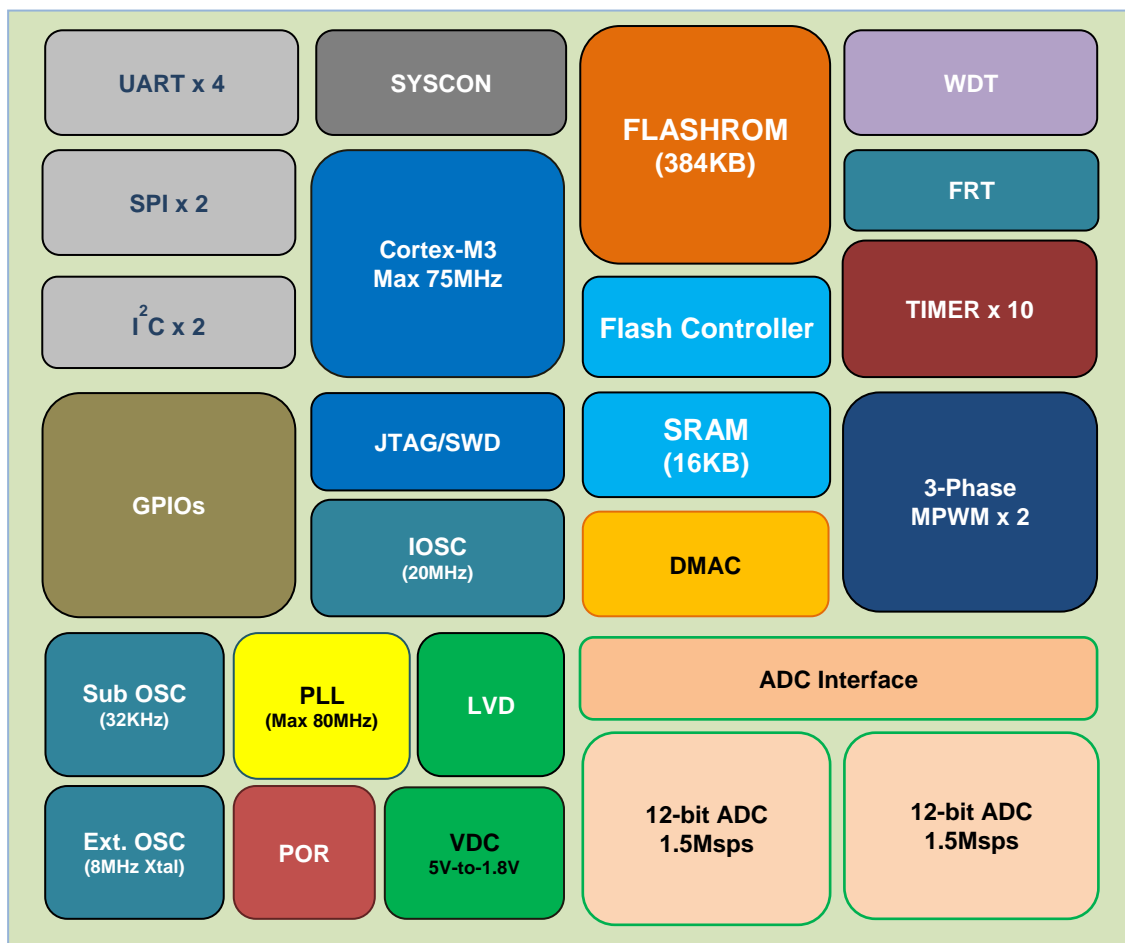 UART x 4
SYSCON
FLASHROM
(384KB)
WDT
SPI x 2
Cortex-M3
Max 75MHz
FRT
I²C x 2
Flash Controller
TIMER x 10
GPIOs
JTAG/SWD
SRAM
(16KB)
3-Phase
MPWM x 2
IOSC
(20MHz)
DMAC
Sub OSC
(32KHz)
PLL
(Max 80MHz)
LVD
ADC Interface
Ext. OSC
(8MHz Xtal)
POR
VDC
5V-to-1.8V
12-bit ADC
1.5Msps
12-bit ADC
1.5Msps